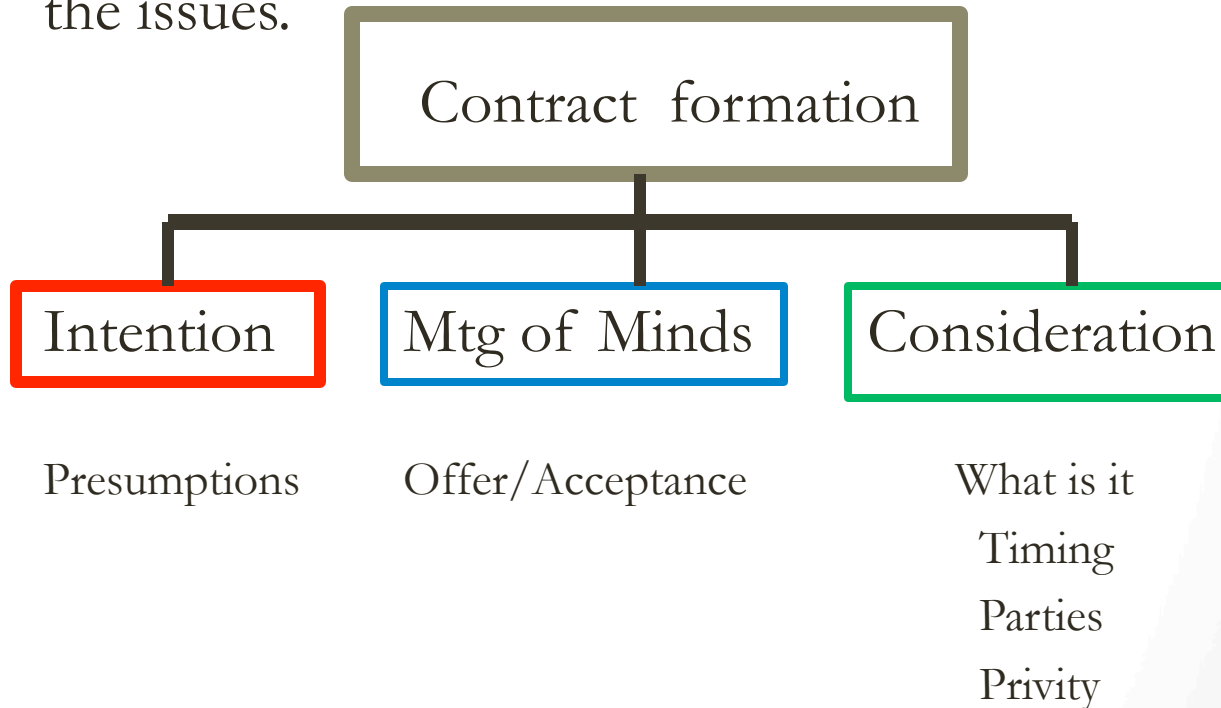 the issues.
Contract formation
Intention
Mtg of Minds
Consideration
Presumptions
Offer/Acceptance
What is it
Timing
Parties
Privity